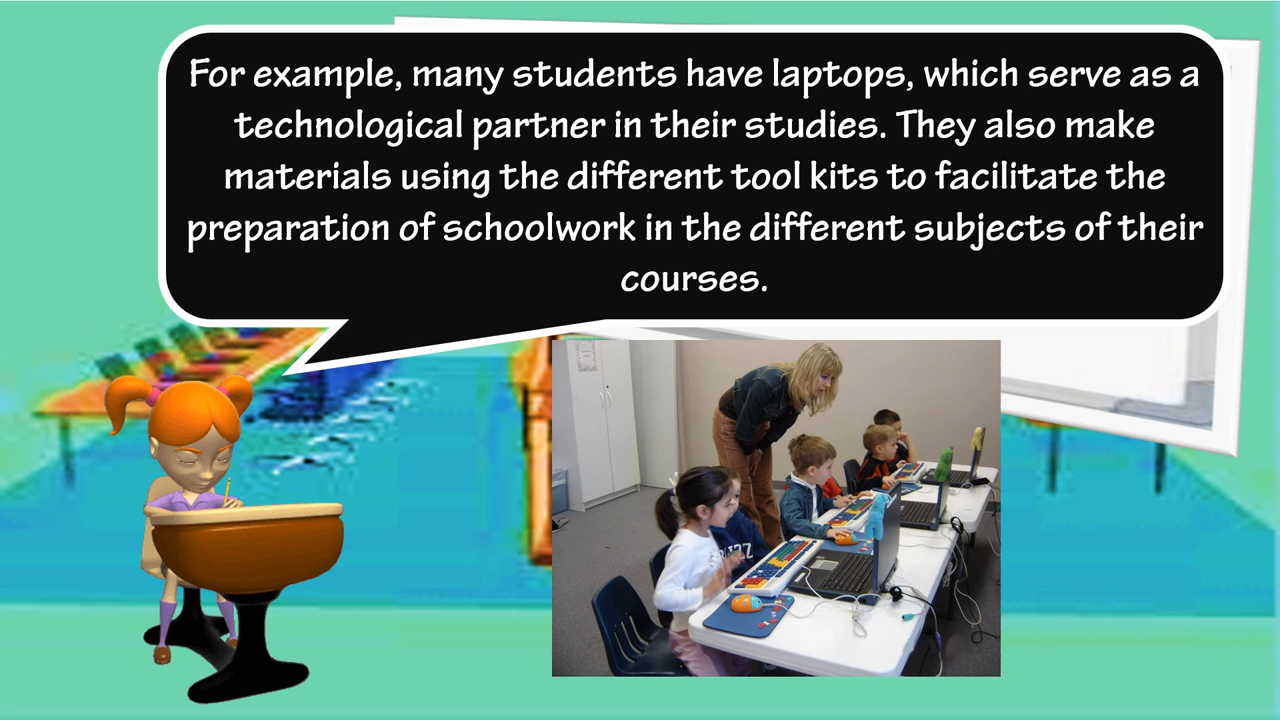 For example, many students have laptops, which serve as a
technological partner in their studies. They also make
materials using the different tool kits to facilitate the
preparation of schoolwork in the different subjects of their
courses.